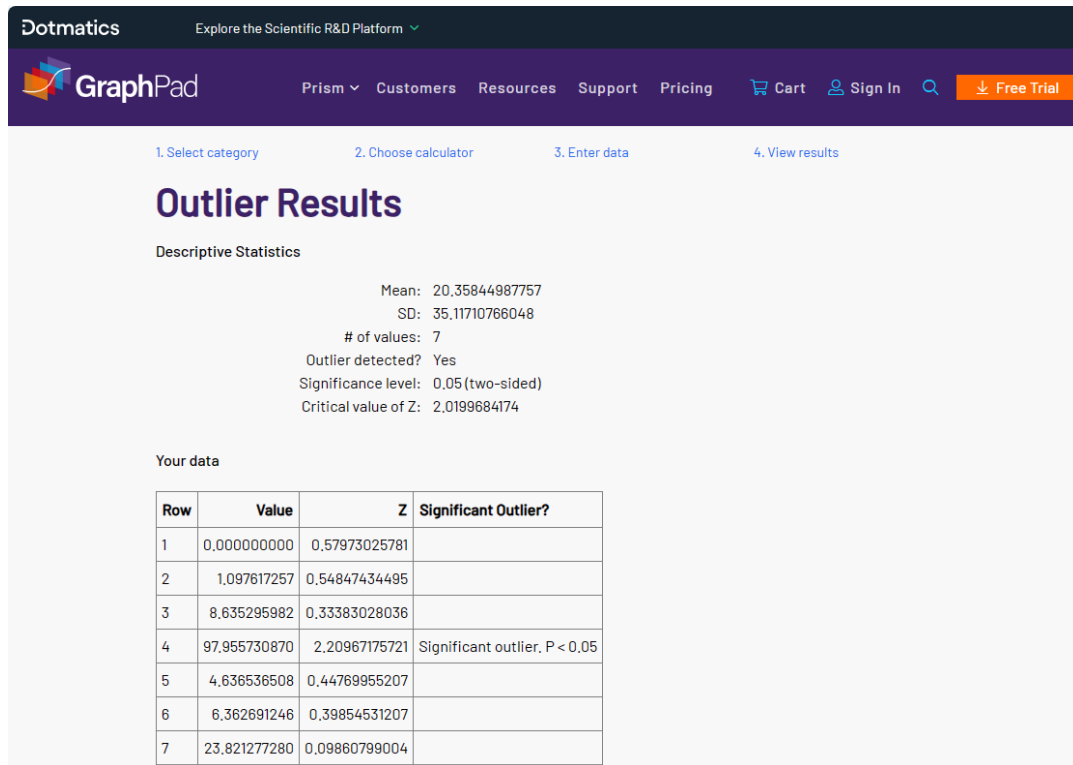 Dotmatics Explore the Scientific R&D Platform
GraphPad Prism Customers Resources Support Pricing Cart Sign In Free Trial
1. Select category 2. Choose calculator 3. Enter data 4. View results
Outlier Results
Descriptive Statistics
Mean: 20.35844987757
SD: 35.11710766048
# of values: 7
Outlier detected? Yes
Significance level: 0.05 (two-sided)
Critical value of Z: 2.0199684174
Your data
Row Value Z Significant Outlier?
1 0.000000000 0.57973025781
2 1.097617257 0.54847434495
3 8.635295982 0.33383028036
4 97.955730870 2.20967175721 Significant outlier. P < 0.05
5 4.636536508 0.44769955207
6 6.362691246 0.39854531207
7 23.821277280 0.09860799004